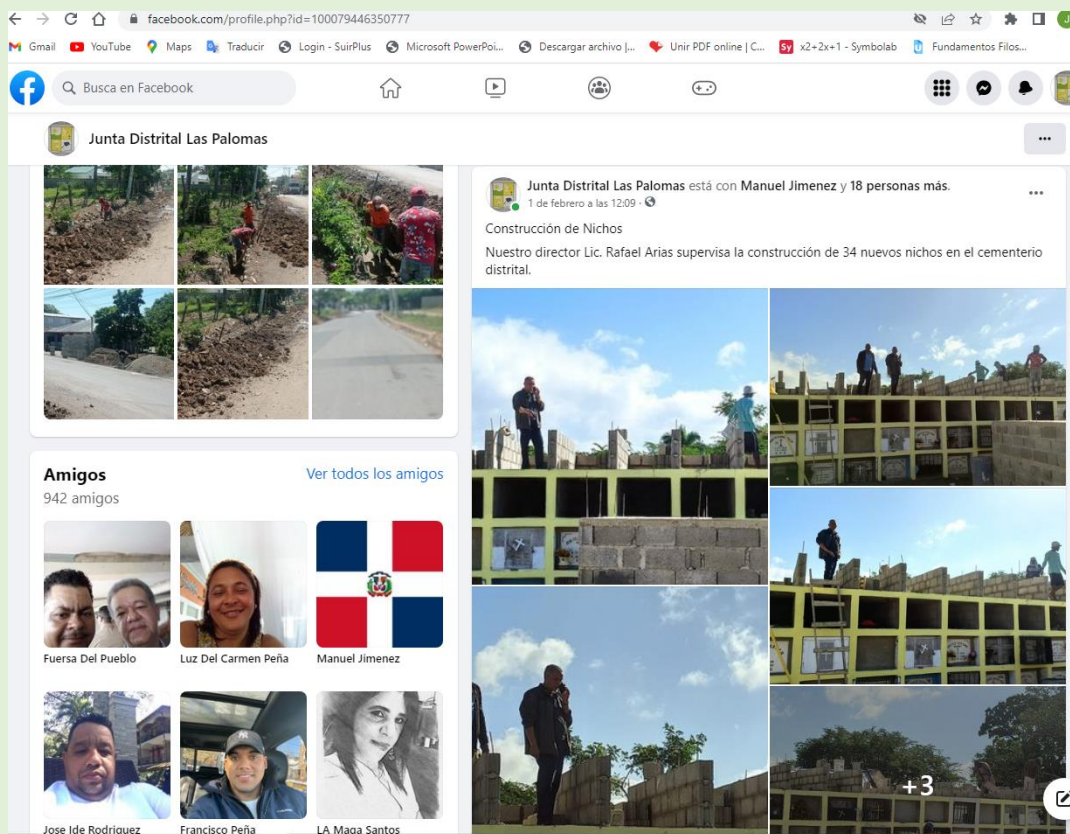 facebook.com/profile.php?id=100079446350777
Gmail YouTube Maps Traducir Login - SuirPlus Microsoft PowerPoi... Descargar archivo |... Unir PDF online | C... Sy x2+2x+1 - Symbolab Fundamentos Filos...
Busca en Facebook
Junta Distrital Las Palomas
Junta Distrital Las Palomas está con Manuel Jimenez y 18 personas más.
1 de febrero a las 12:09 ·
Construcción de Nichos
Nuestro director Lic. Rafael Arias supervisa la construcción de 34 nuevos nichos en el cementerio
distrital.
Amigos
Ver todos los amigos
942 amigos
Fuersa Del Pueblo
Luz Del Carmen Peña
Manuel Jimenez
Jose Ide Rodriguez
Francisco Peña
LA Maga Santos
+3